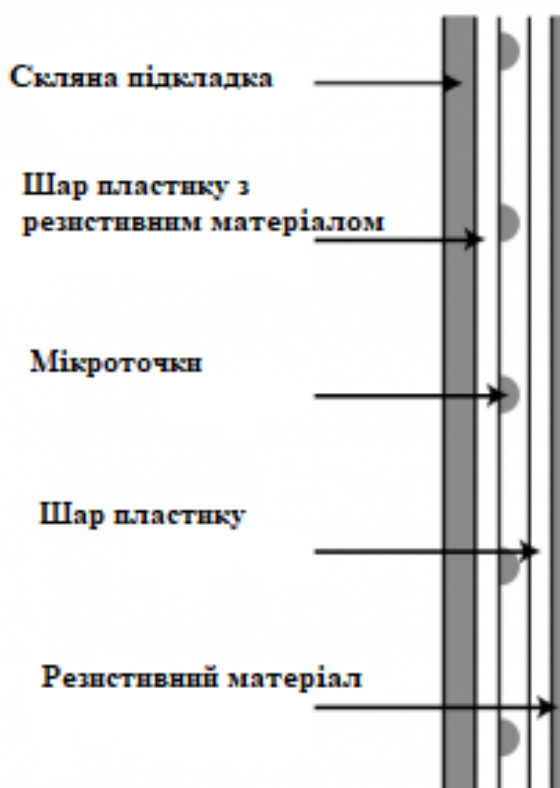 Скляна підкладка
Шар пластику з
резистивним матеріалом
Мікроточки
Шар пластику
Резистивний матеріал